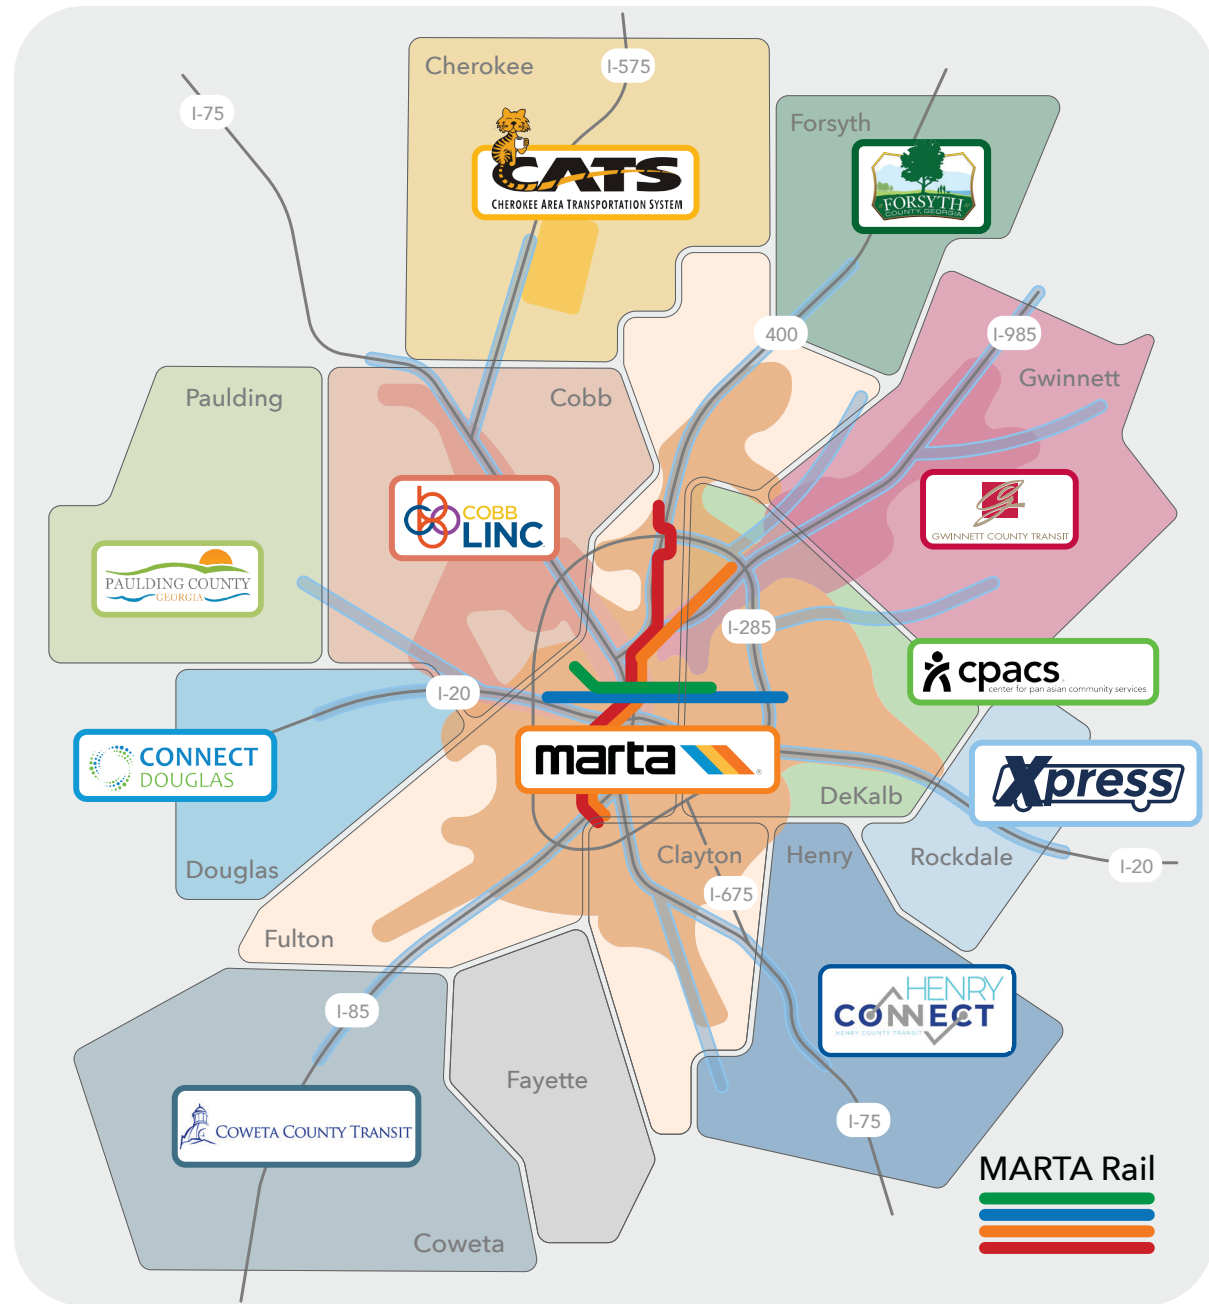 I-575
Cherokee
I-75
Forsyth
CATS
CHEROKEE AREA TRANSPORTATION SYSTEM
FORSYTH
COUNTY, GEORGIA
400
I-985
Gwinnett
Paulding
Cobb
COBB
LINC
GWINNETT COUNTY TRANSIT
PAULDING COUNTY
GEORGIA
I-285
cpacs
center for pan asian community services
I-20
CONNECT
DOUGLAS
marta
®
Xpress
DeKalb
Douglas
Clayton
Henry
Rockdale
I-20
I-675
Fulton
HENRY
CONNECT
HENRY COUNTY TRANSIT
I-85
Fayette
COWETA COUNTY TRANSIT
I-75
MARTA Rail
Coweta